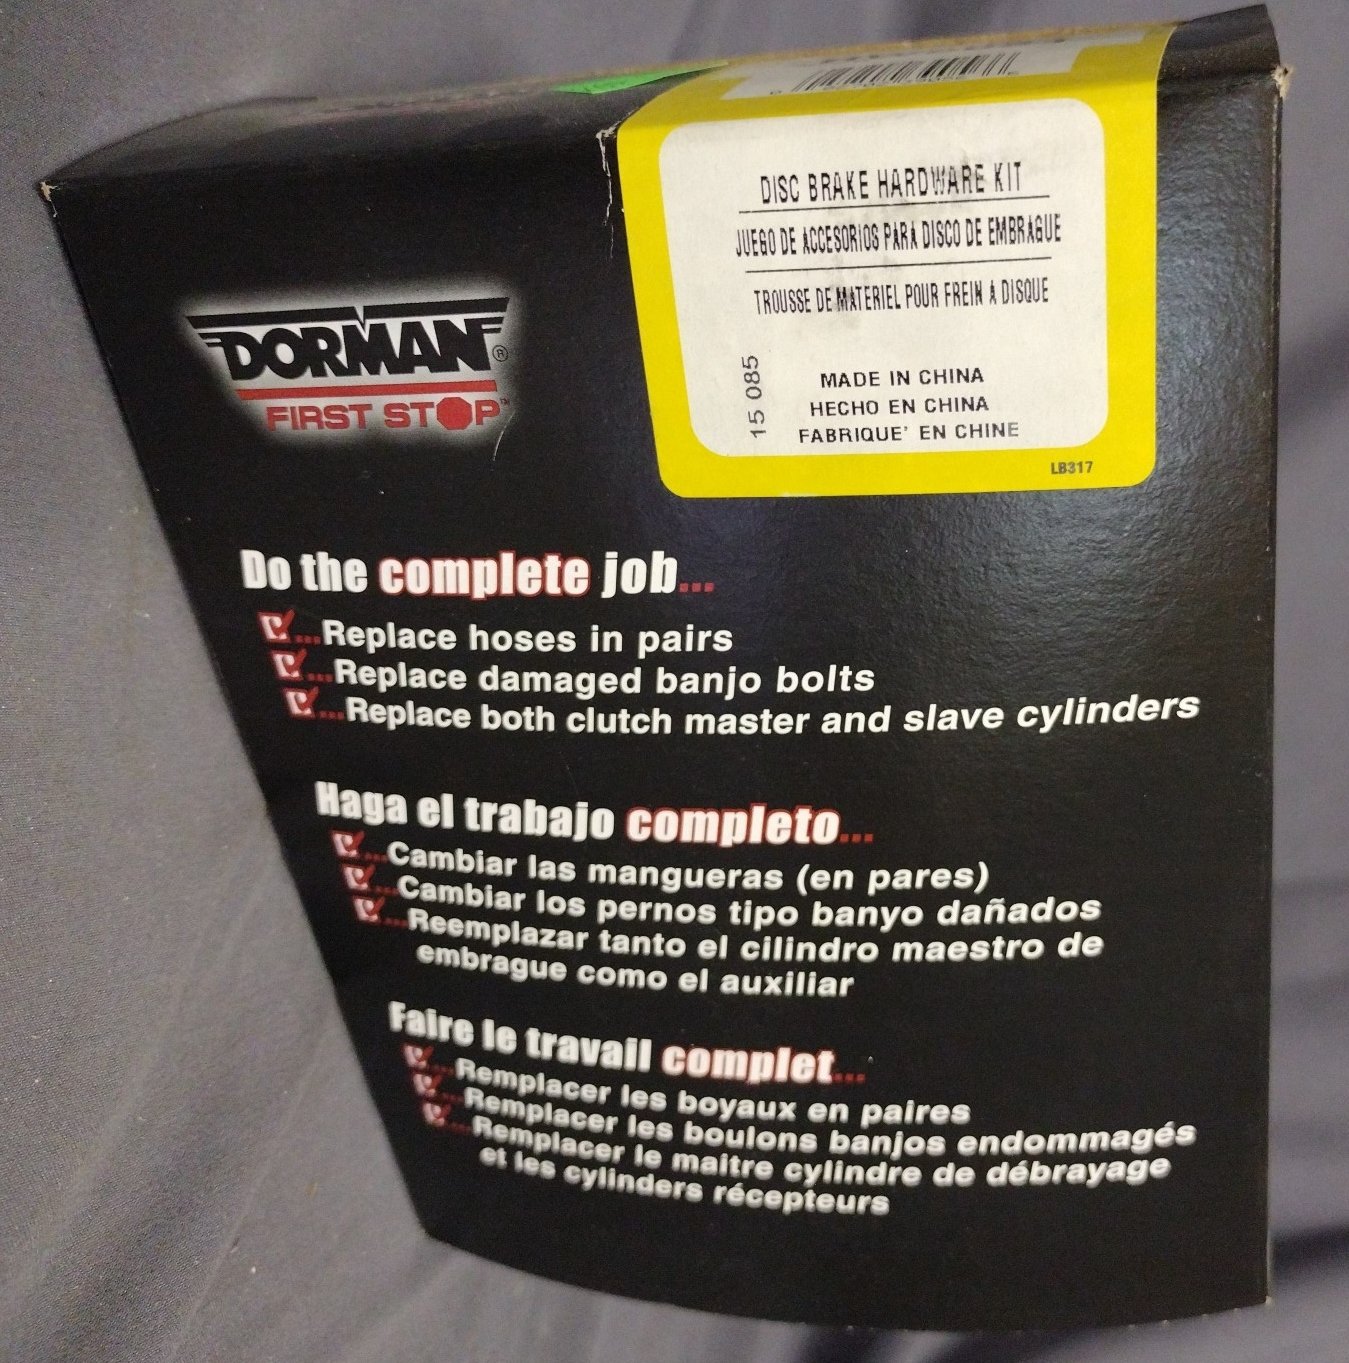 DISC BRAKE HARDWARE KIT
JUEGO DE ACCESORIOS PARA DISCO DE EMBRAGUE
TROUSSE DE MATERIEL POUR FREIN A DISQUE
15 085
MADE IN CHINA
HECHO EN CHINA
FABRIQUE' EN CHINE
LB317
DORMAN®
FIRST STOP™
Do the complete job...
...Replace hoses in pairs
...Replace damaged banjo bolts
...Replace both clutch master and slave cylinders
Haga el trabajo completo...
...Cambiar las mangueras (en pares)
...Cambiar los pernos tipo banyo dañados
...Reemplazar tanto el cilindro maestro de
embrague como el auxiliar
Faire le travail complet...
...Remplacer les boyaux en paires
...Remplacer les boulons banjos endommagés
...Remplacer le maitre cylindre de débrayage
et les cylinders récepteurs